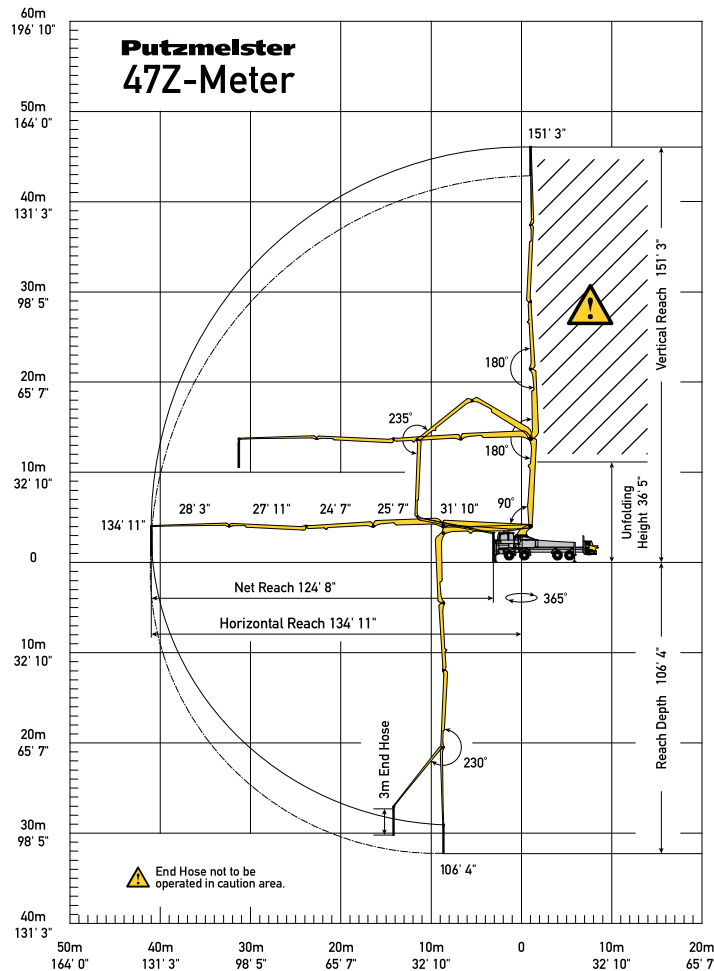 60m
196' 10"
Putzmeister
47Z-Meter
50m
164' 0"
151' 3"
40m
131' 3"
Vertical Reach 151' 3"
30m
98' 5"
180°
20m
65' 7"
235°
180°
10m
32' 10"
Unfolding
Height 36' 5"
28' 3" 27' 11" 24' 7" 25' 7" 31' 10" 90°
134' 11"
0
Net Reach 124' 8"
365°
Horizontal Reach 134' 11"
10m
32' 10"
Reach Depth 106' 4"
20m
65' 7"
3m End Hose
230°
30m
98' 5"
106' 4"
End Hose not to be
operated in caution area.
40m
131' 3"
50m 40m 30m 20m 10m 0 10m 20m
164' 0" 131' 3" 98' 5" 65' 7" 32' 10" 32' 10" 65' 7